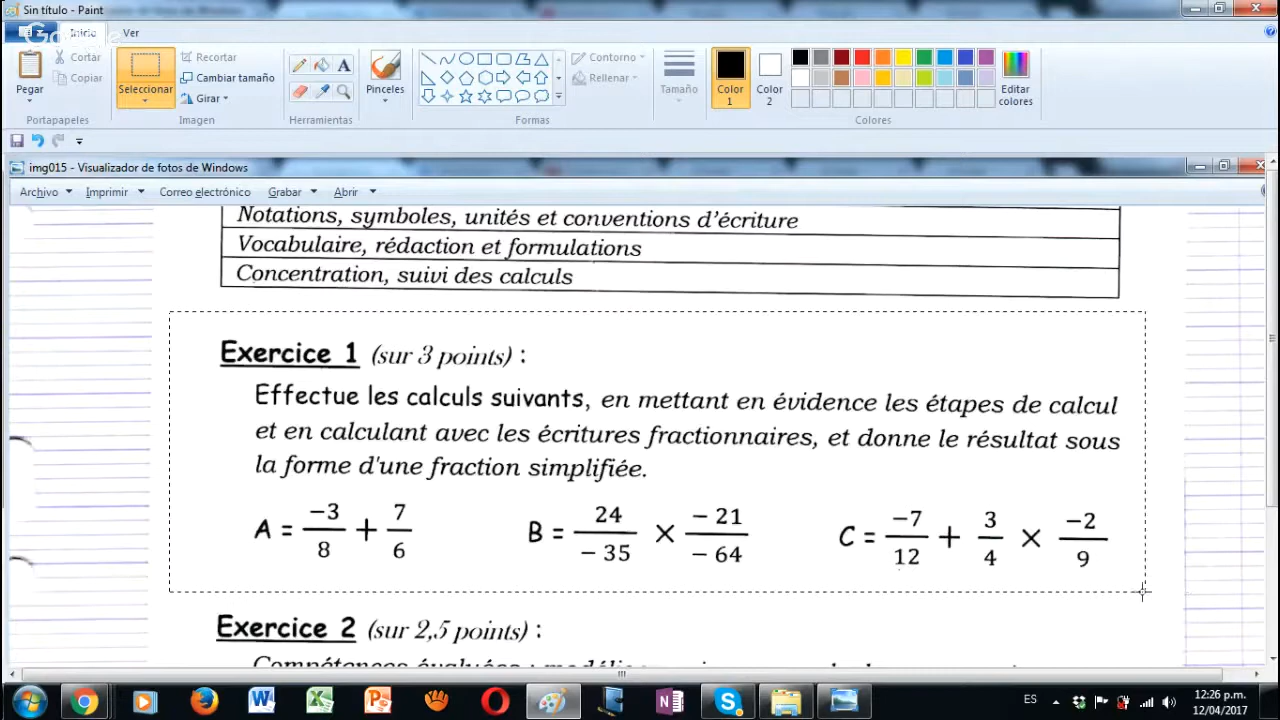 Sin título - Paint
Inicio Ver
Pegar
Cortar
Copiar
Portapapeles
Seleccionar
Recortar
Cambiar tamaño
Girar
Imagen
A
Herramientas
Pinceles
Contorno
Rellenar
Formas
Tamaño
Color 1
Color 2
Editar colores
Colores
img015 - Visualizador de fotos de Windows
Archivo Imprimir Correo electrónico Grabar Abrir
Notations, symboles, unités et conventions d'écriture
Vocabulaire, rédaction et formulations
Concentration, suivi des calculs
Exercice 1 (sur 3 points) :
Effectue les calculs suivants, en mettant en évidence les étapes de calcul
et en calculant avec les écritures fractionnaires, et donne le résultat sous
la forme d'une fraction simplifiée.
A = -3/8 + 7/6 B = 24/-35 × -21/-64 C = -7/12 + 3/4 × -2/9
Exercice 2 (sur 2,5 points) :
ES 12:26 p.m.
12/04/2017